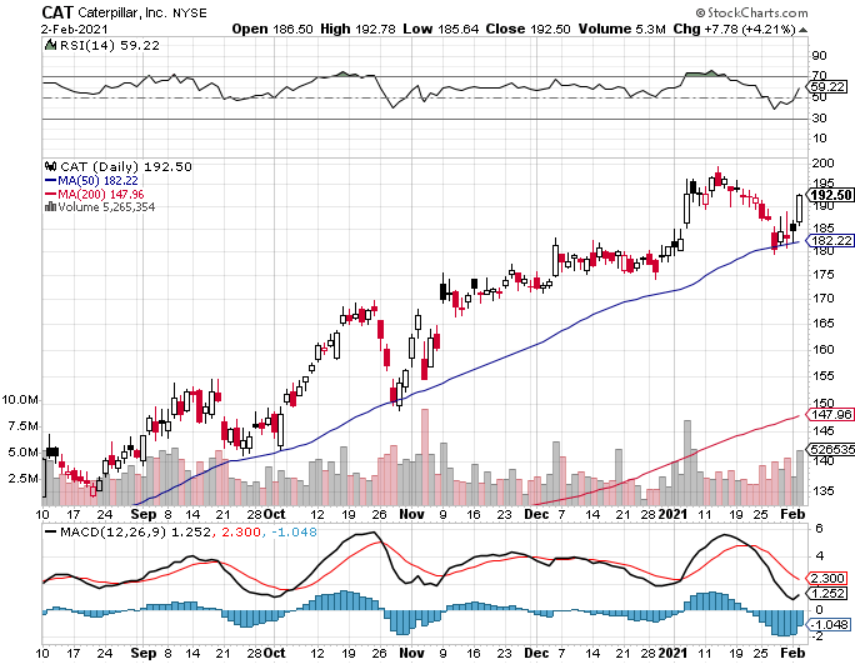 CAT Caterpillar, Inc. NYSE
© StockCharts.com
2-Feb-2021
Open 186.50 High 192.78 Low 185.64 Close 192.50 Volume 5.3M Chg +7.78 (+4.21%)
RSI(14) 59.22
90
70
59.22
50
30
10
CAT (Daily) 192.50
MA(50) 182.22
MA(200) 147.96
Volume 5,265,354
200
195
192.50
190
185
182.22
180
175
170
165
160
155
150
147.96
145
526535
140
135
10.0M
7.5M
5.0M
2.5M
10 17 24 Sep 8 14 21 28 Oct 12 19 26 Nov 9 16 23 Dec 7 14 21 28 2021 11 19 25 Feb
MACD(12,26,9) 1.252, 2.300, -1.048
6
4
2.300
1.252
0
-1.048
-2
10 17 24 Sep 8 14 21 28 Oct 12 19 26 Nov 9 16 23 Dec 7 14 21 28 2021 11 19 25 Feb